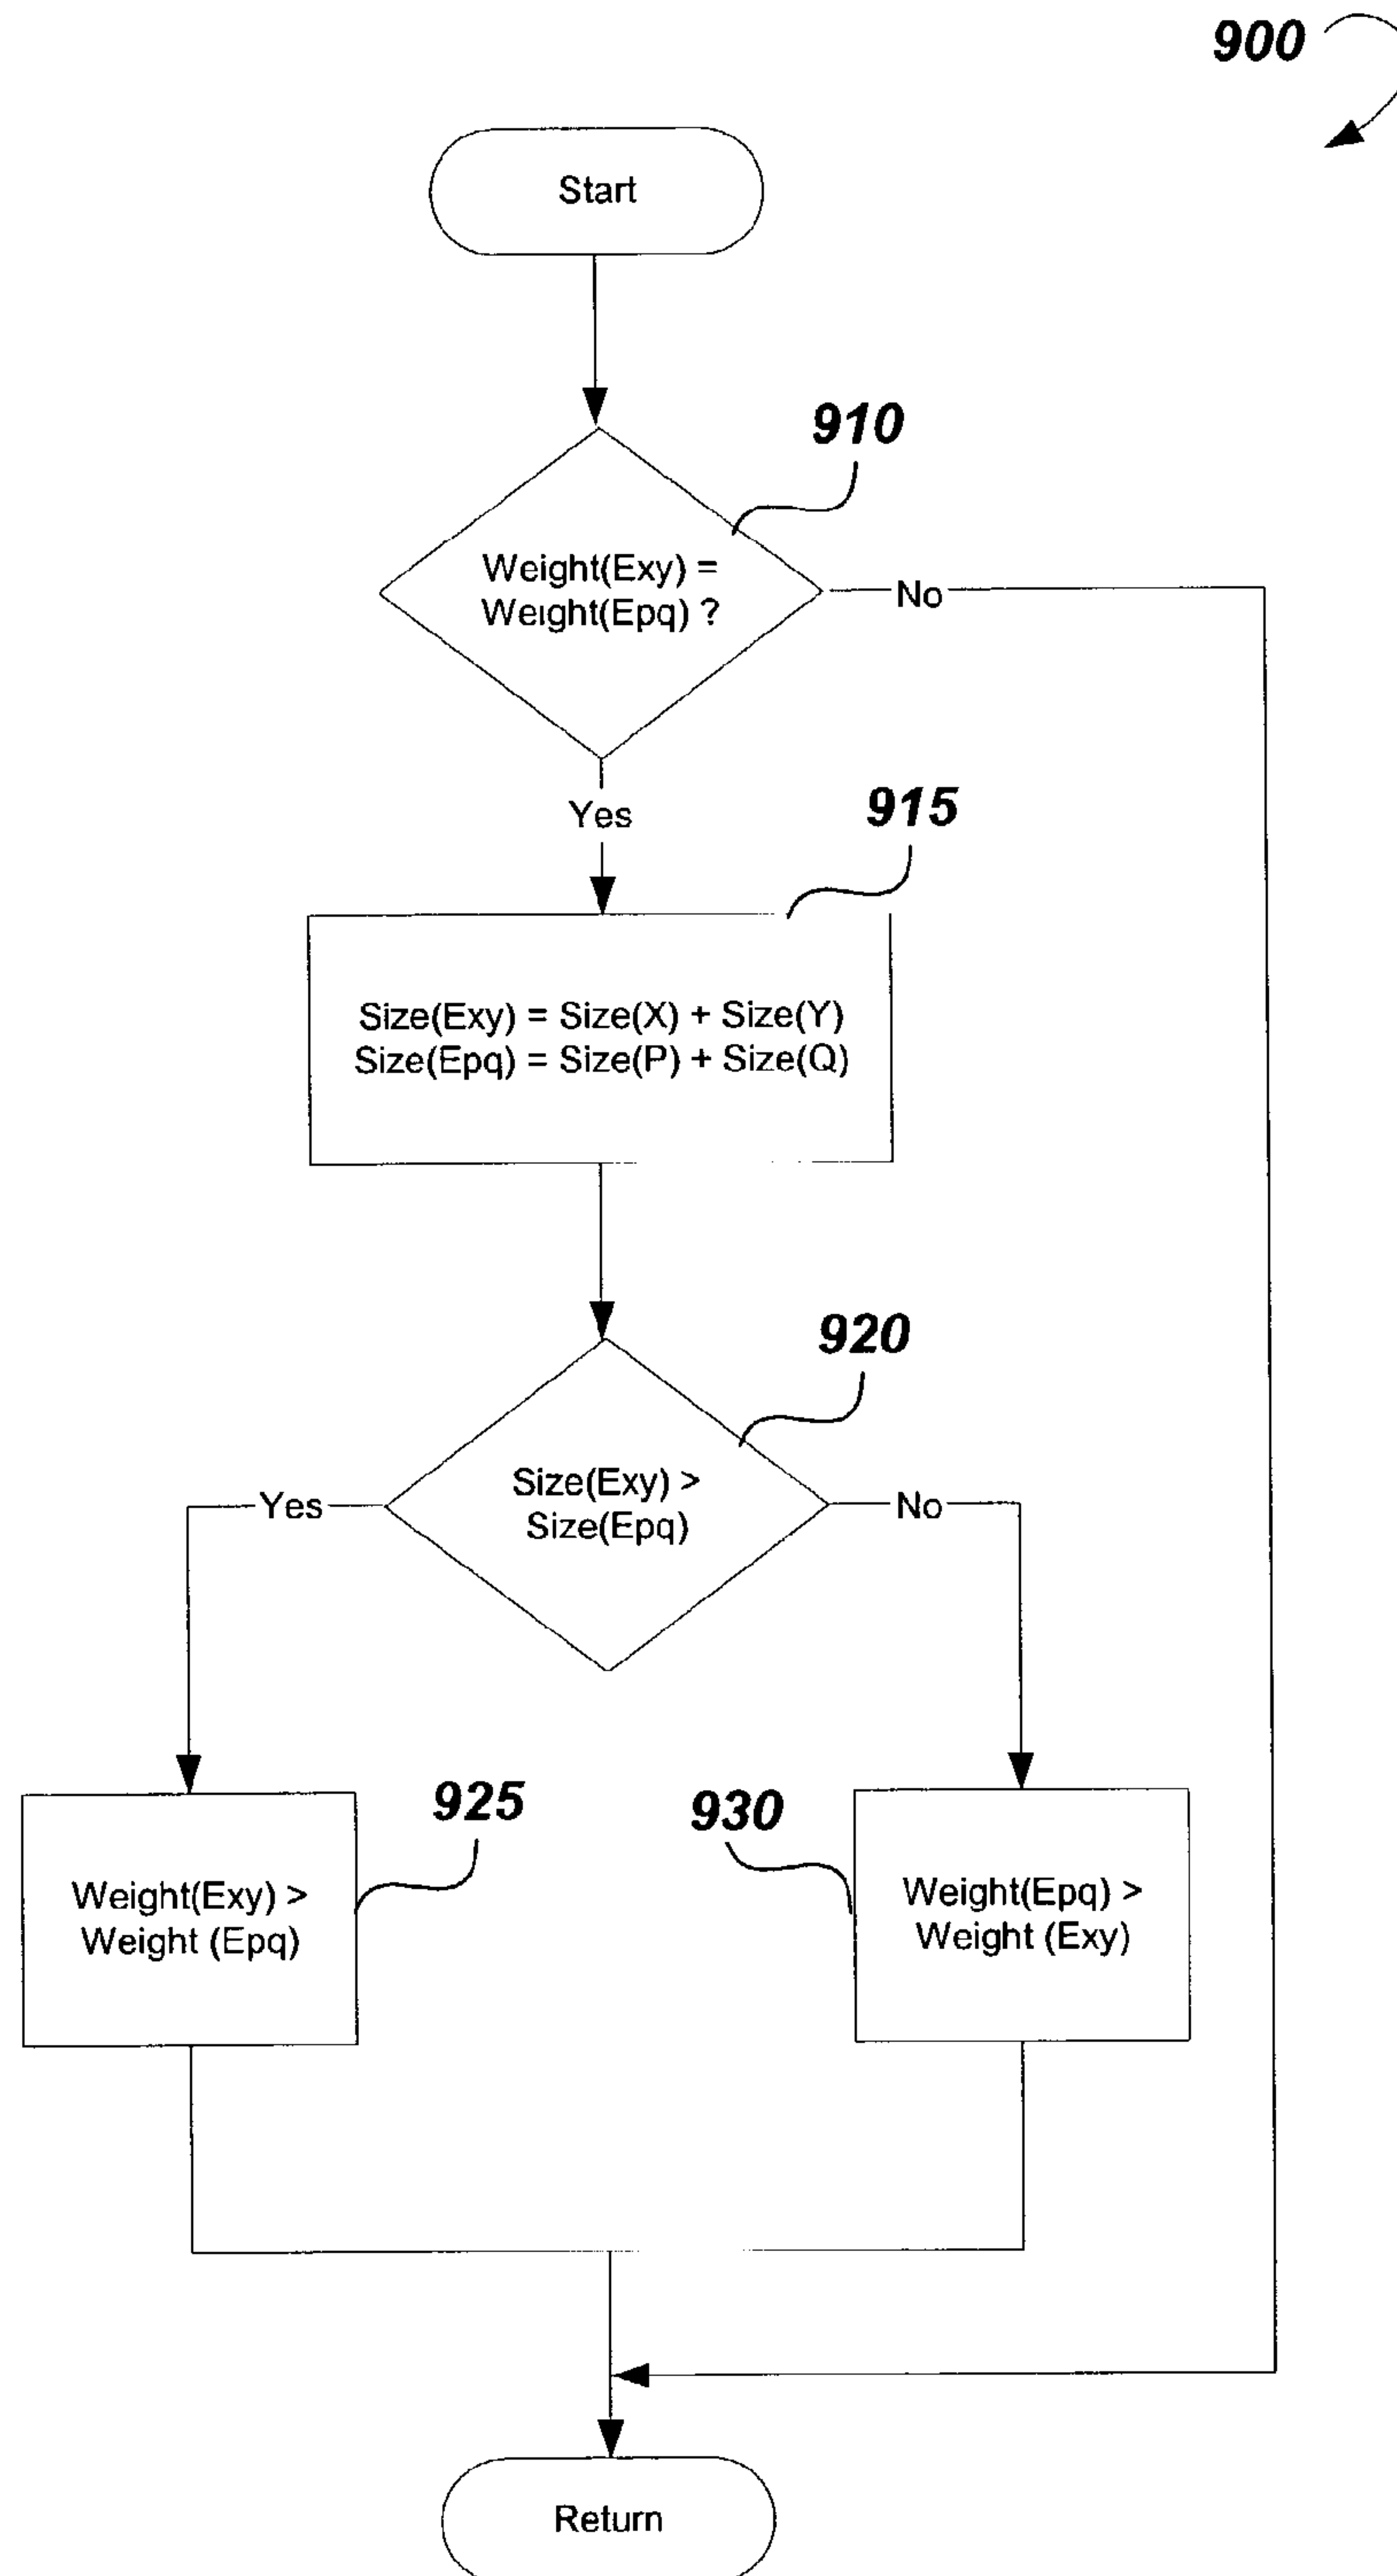 900
Start
910
Weight(Exy) =
Weight(Epq) ?
No
Yes
915
Size(Exy) = Size(X) + Size(Y)
Size(Epq) = Size(P) + Size(Q)
920
Size(Exy) >
Size(Epq)
Yes
No
925
930
Weight(Exy) >
Weight (Epq)
Weight(Epq) >
Weight (Exy)
Return